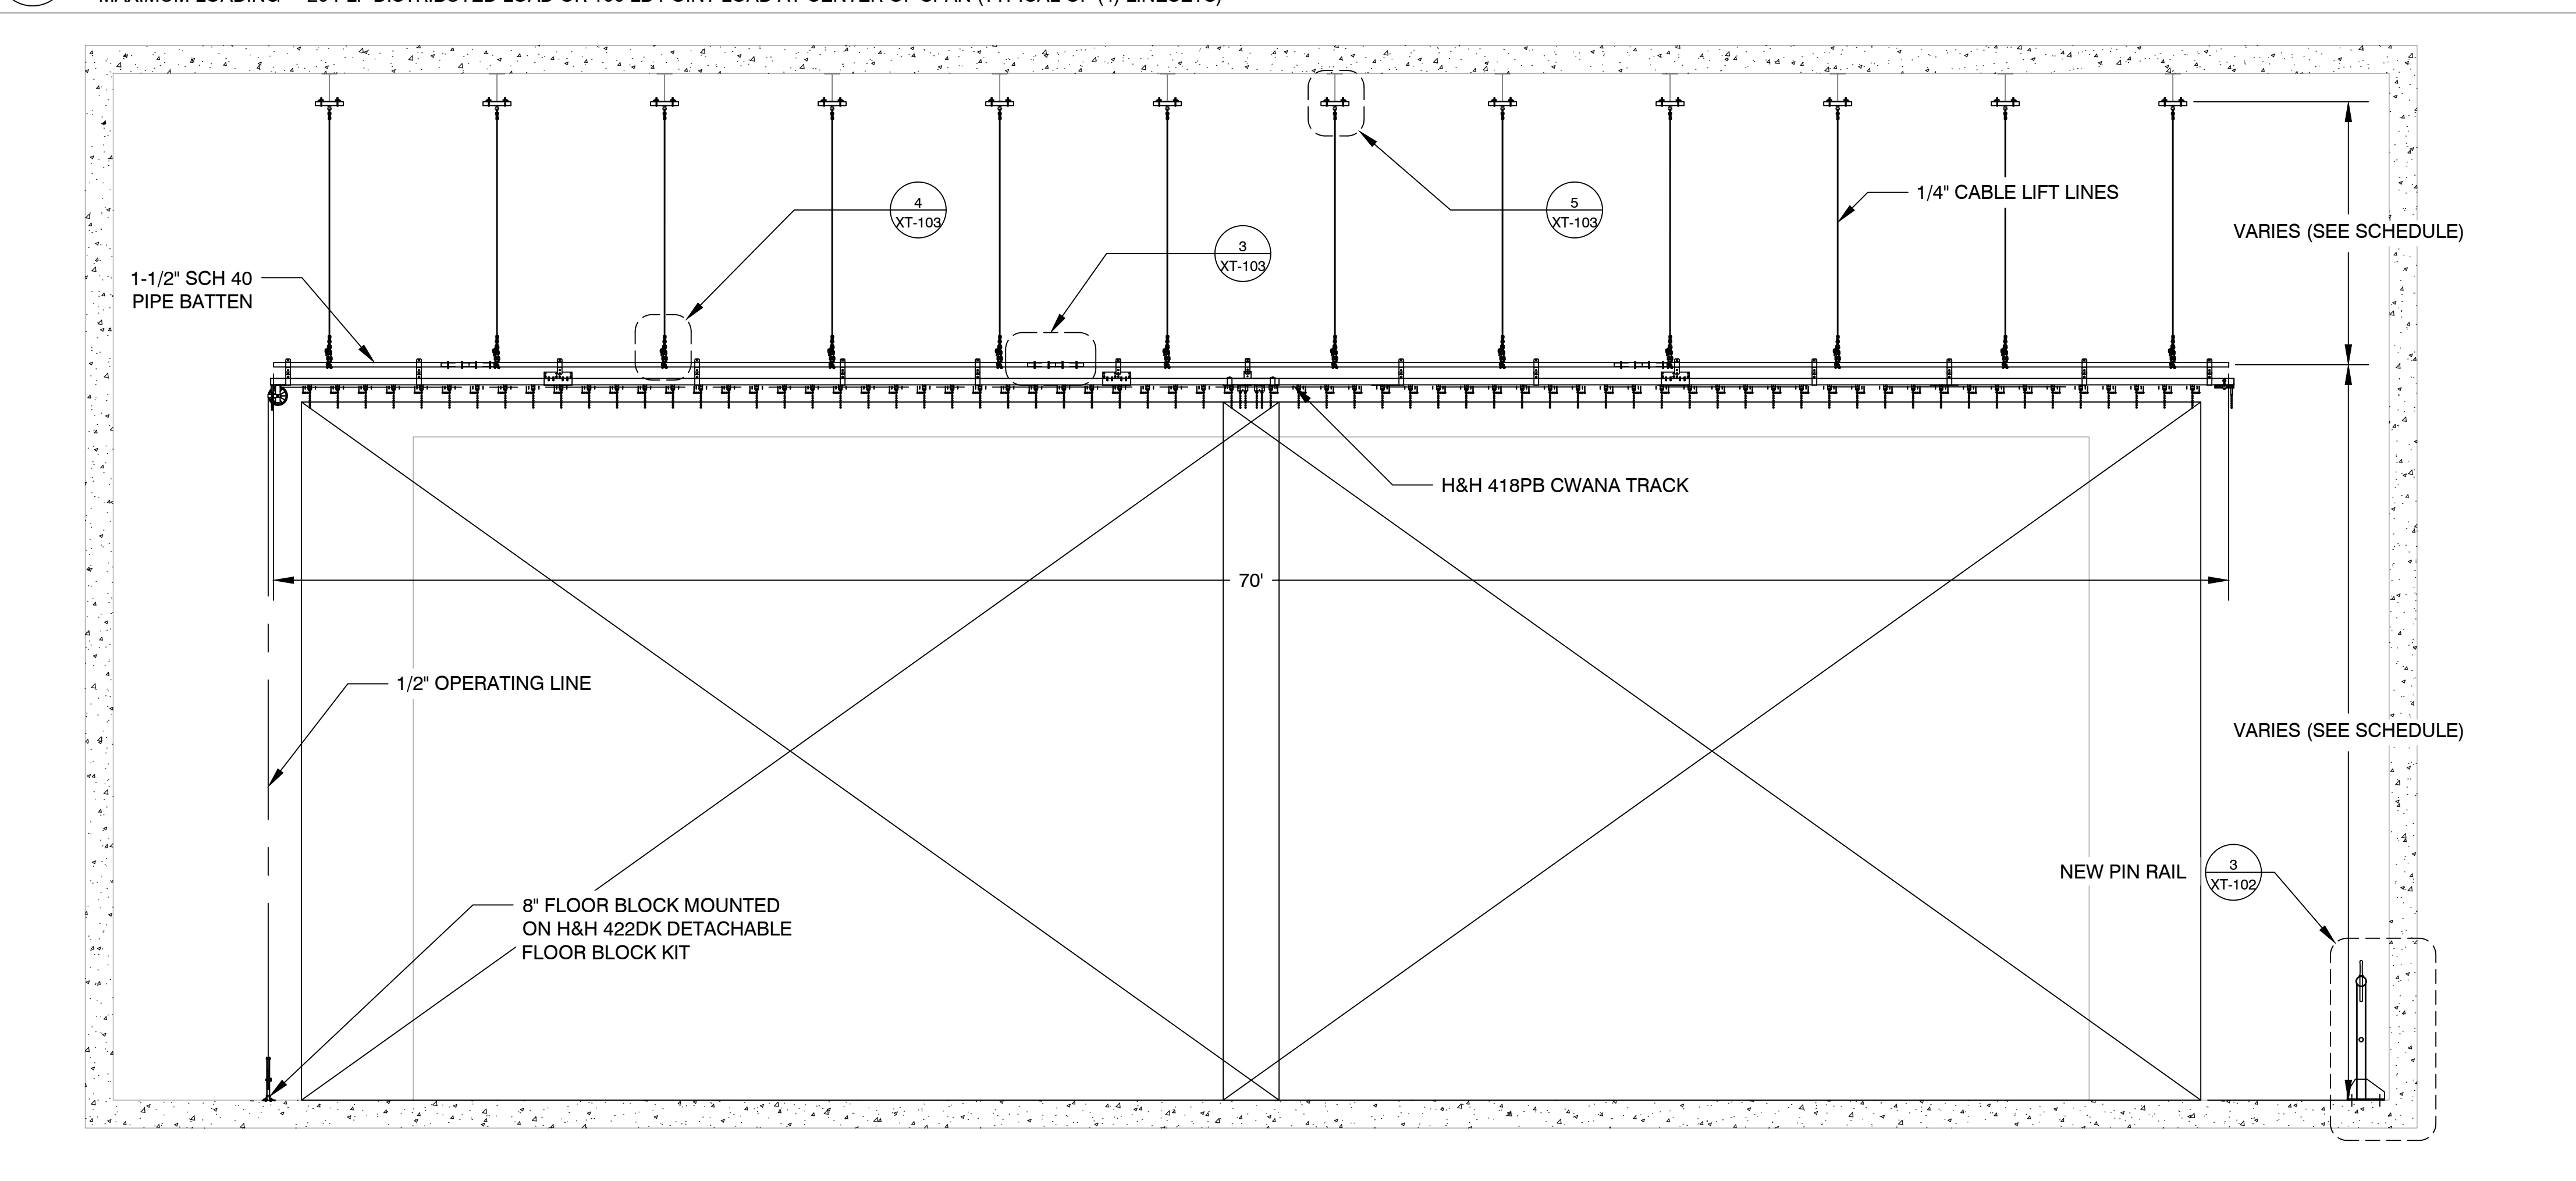 1/4" CABLE LIFT LINES
4
XT-103
5
XT-103
3
XT-103
VARIES (SEE SCHEDULE)
1-1/2" SCH 40
PIPE BATTEN
H&H 418PB CWANA TRACK
70'
1/2" OPERATING LINE
VARIES (SEE SCHEDULE)
NEW PIN RAIL
3
XT-102
8" FLOOR BLOCK MOUNTED
ON H&H 422DK DETACHABLE
FLOOR BLOCK KIT